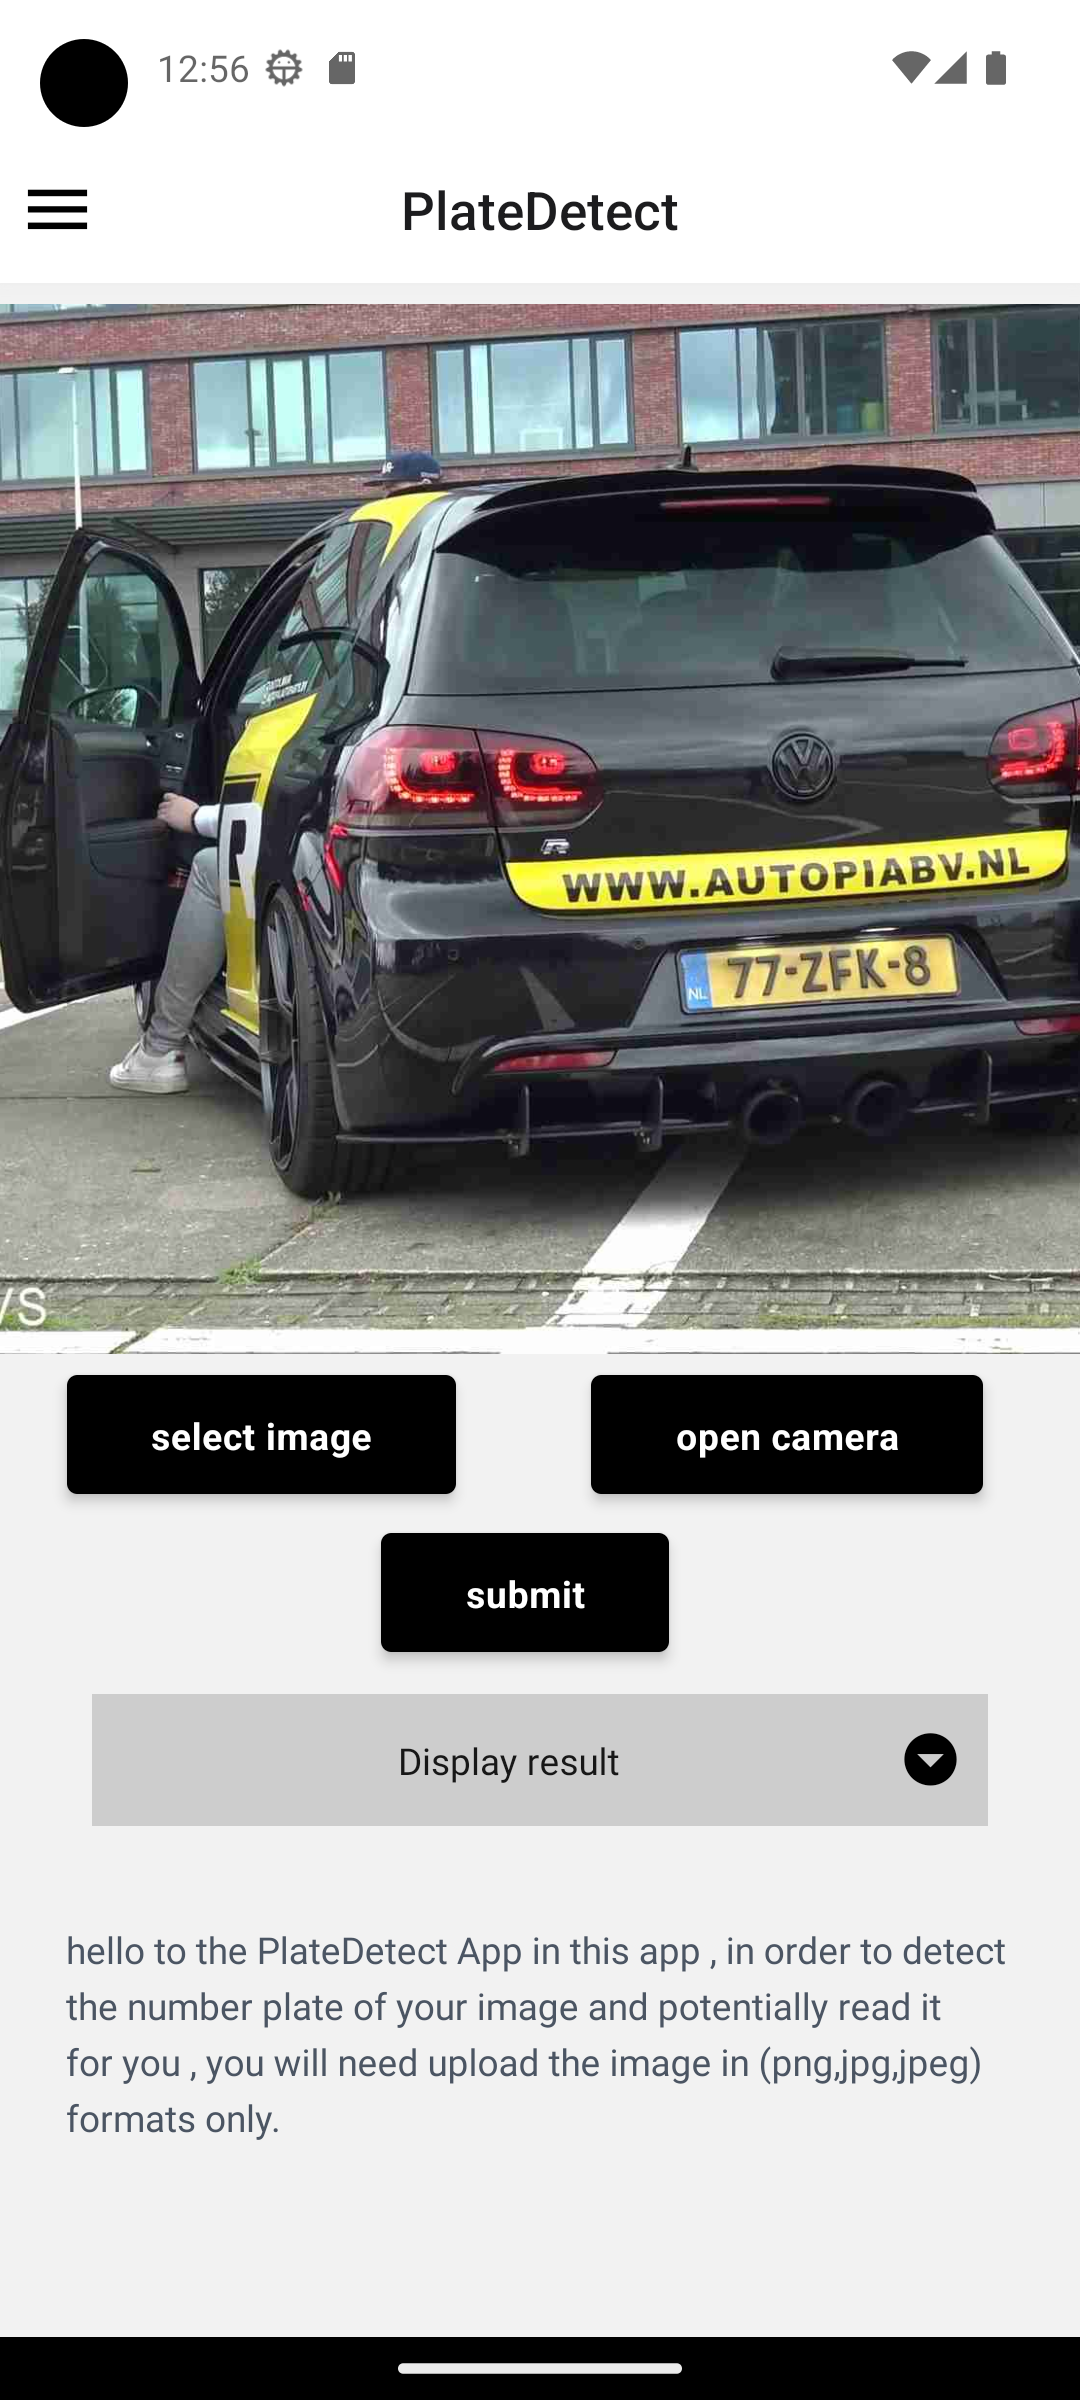 12:56
PlateDetect
R
R
WWW.AUTOPIABV.NL
NL 77-ZFK-8
VS
select image
open camera
submit
Display result
hello to the PlateDetect App in this app , in order to detect
the number plate of your image and potentially read it
for you , you will need upload the image in (png,jpg,jpeg)
formats only.